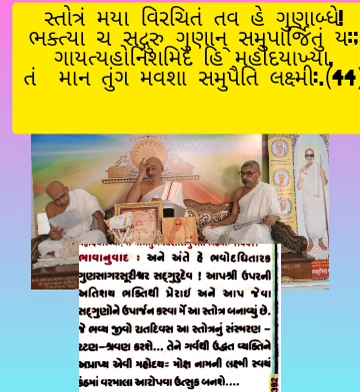 સ્તોત્રં મયા વિરચિતં તવ હે ગુણાબ્ધે!
ભક્ત્યા ચ સદ્ગુરુ ગુણાન્ સમુપાર્જિતું ય::
ગાયત્યહોર્નિશમિદં હિ મહોદયાખ્યા,
તં માન તુંગ મવશા સમુપૈતિ લક્ષ્મી:.(44)
ભાવાનુવાદ : અને અંતે હે ભવોદધિતારક
ગુણસાગરસૂરીશ્વર સદ્ગુરુદેવ ! આપશ્રી ઉપરની
અતિશય ભક્તિથી પ્રેરાઈ અને આપ જેવા
સદ્ગુણોને ઉપાર્જન કરવા મેં આ સ્તોત્ર બનાવ્યું છે.
જે ભવ્ય જીવો રાતદિવસ આ સ્તોત્રનું સંસ્મરણ -
રટણ-શ્રવણ કરશે... તેને ગર્વથી ઉદ્ધત વ્યક્તિને
અપ્રાપ્ય એવી મહોદય= મોક્ષ નામની લક્ષ્મી સ્વયં
કંઠમાં વરમાલા આરોપવા ઉત્સુક બનશે....